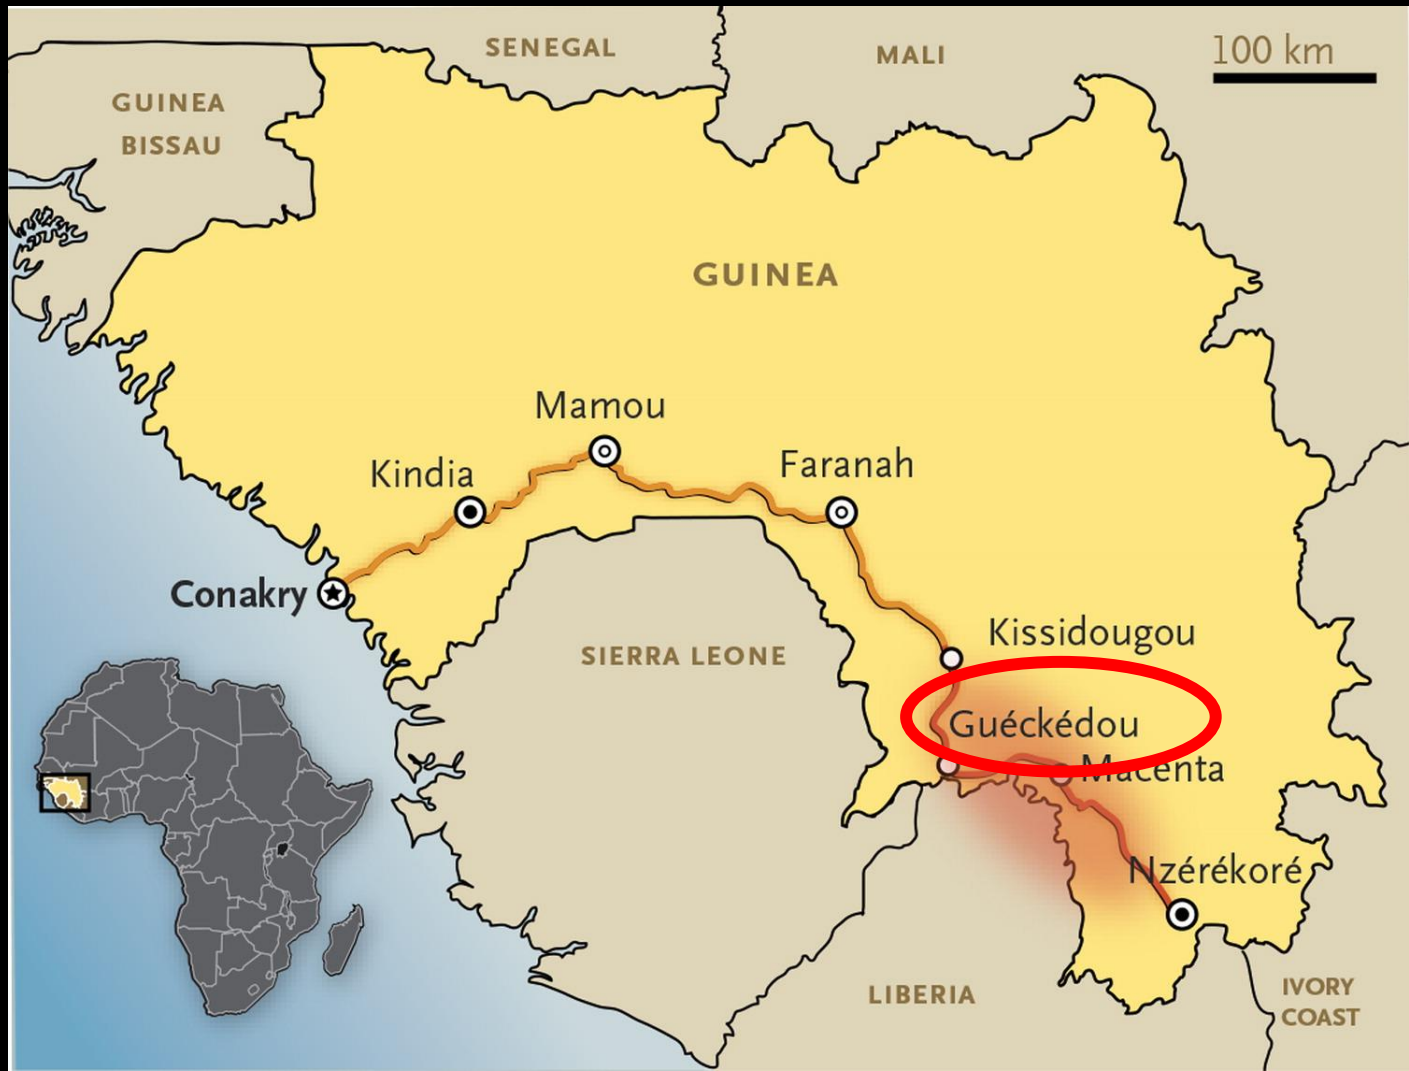 SENEGAL
MALI
100 km
GUINEA
BISSAU
GUINEA
Mamou
Kindia
Faranah
Conakry
Kissidougou
SIERRA LEONE
Guéckédou
Macenta
Nzérékoré
LIBERIA
IVORY
COAST